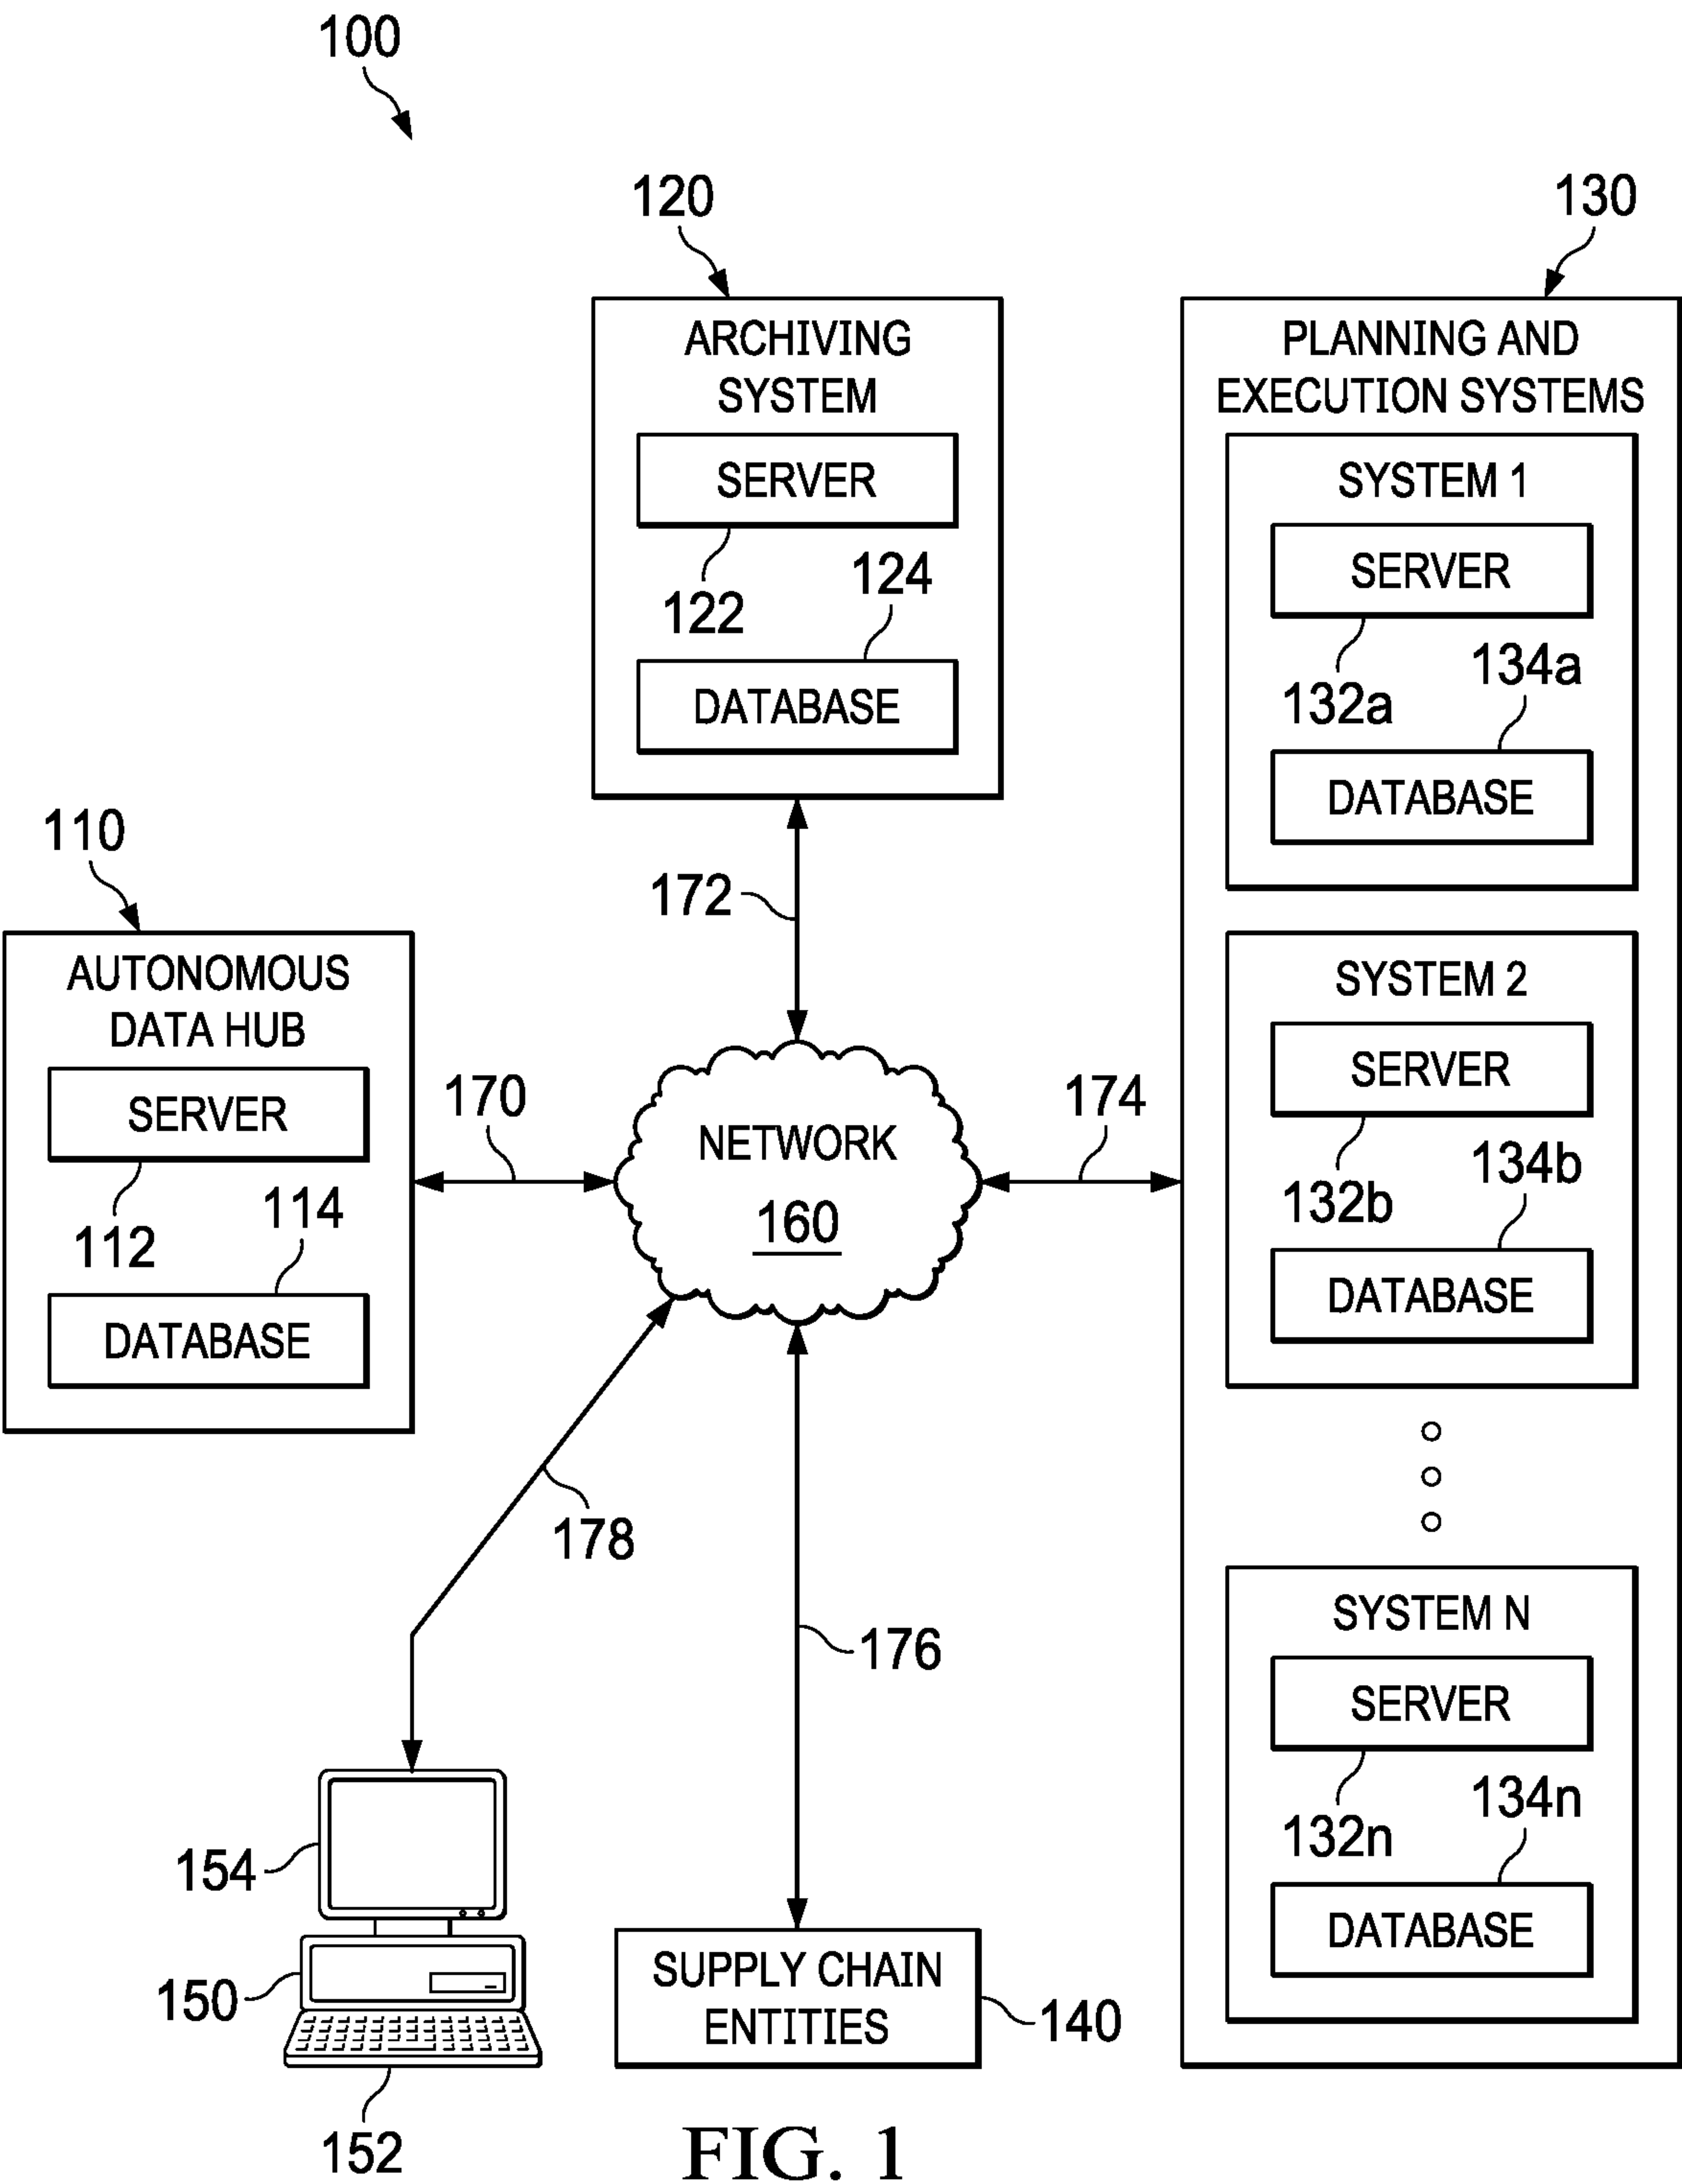 100
120
130
ARCHIVING
SYSTEM
SERVER
122
124
DATABASE
PLANNING AND
EXECUTION SYSTEMS
SYSTEM 1
SERVER
132a
134a
DATABASE
110
AUTONOMOUS
DATA HUB
SERVER
112
114
DATABASE
172
170
NETWORK
160
174
SYSTEM 2
SERVER
132b
134b
DATABASE
178
176
SYSTEM N
SERVER
132n
134n
DATABASE
154
150
152
SUPPLY CHAIN
ENTITIES
140
FIG. 1